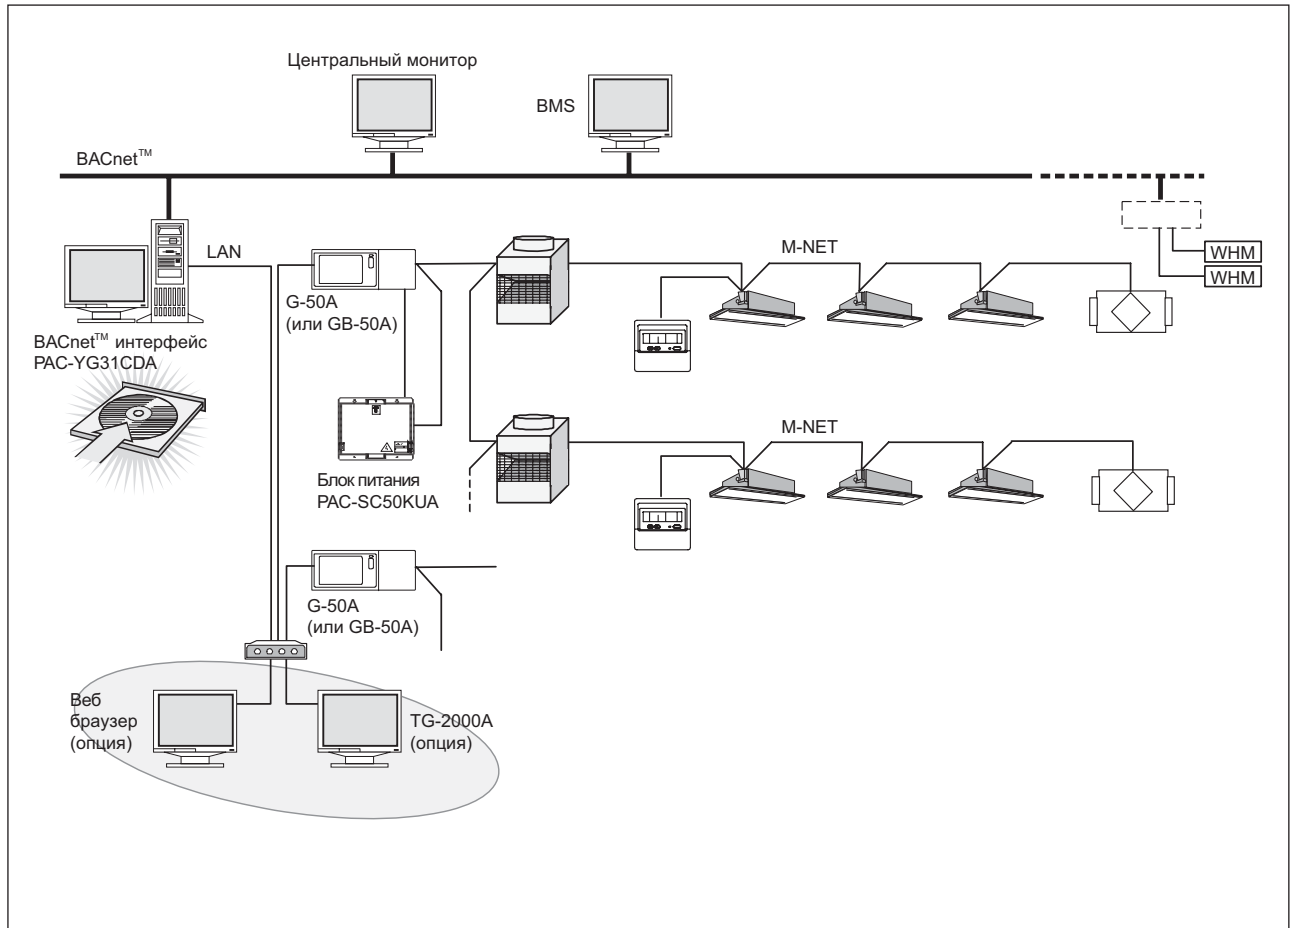 Центральный монитор
BMS
BACnet™
LAN
M-NET
WHM
WHM
G-50A
(или GB-50A)
BACnet™ интерфейс
PAC-YG31CDA
M-NET
Блок питания
PAC-SC50KUA
G-50A
(или GB-50A)
Веб
браузер
(опция)
TG-2000A
(опция)